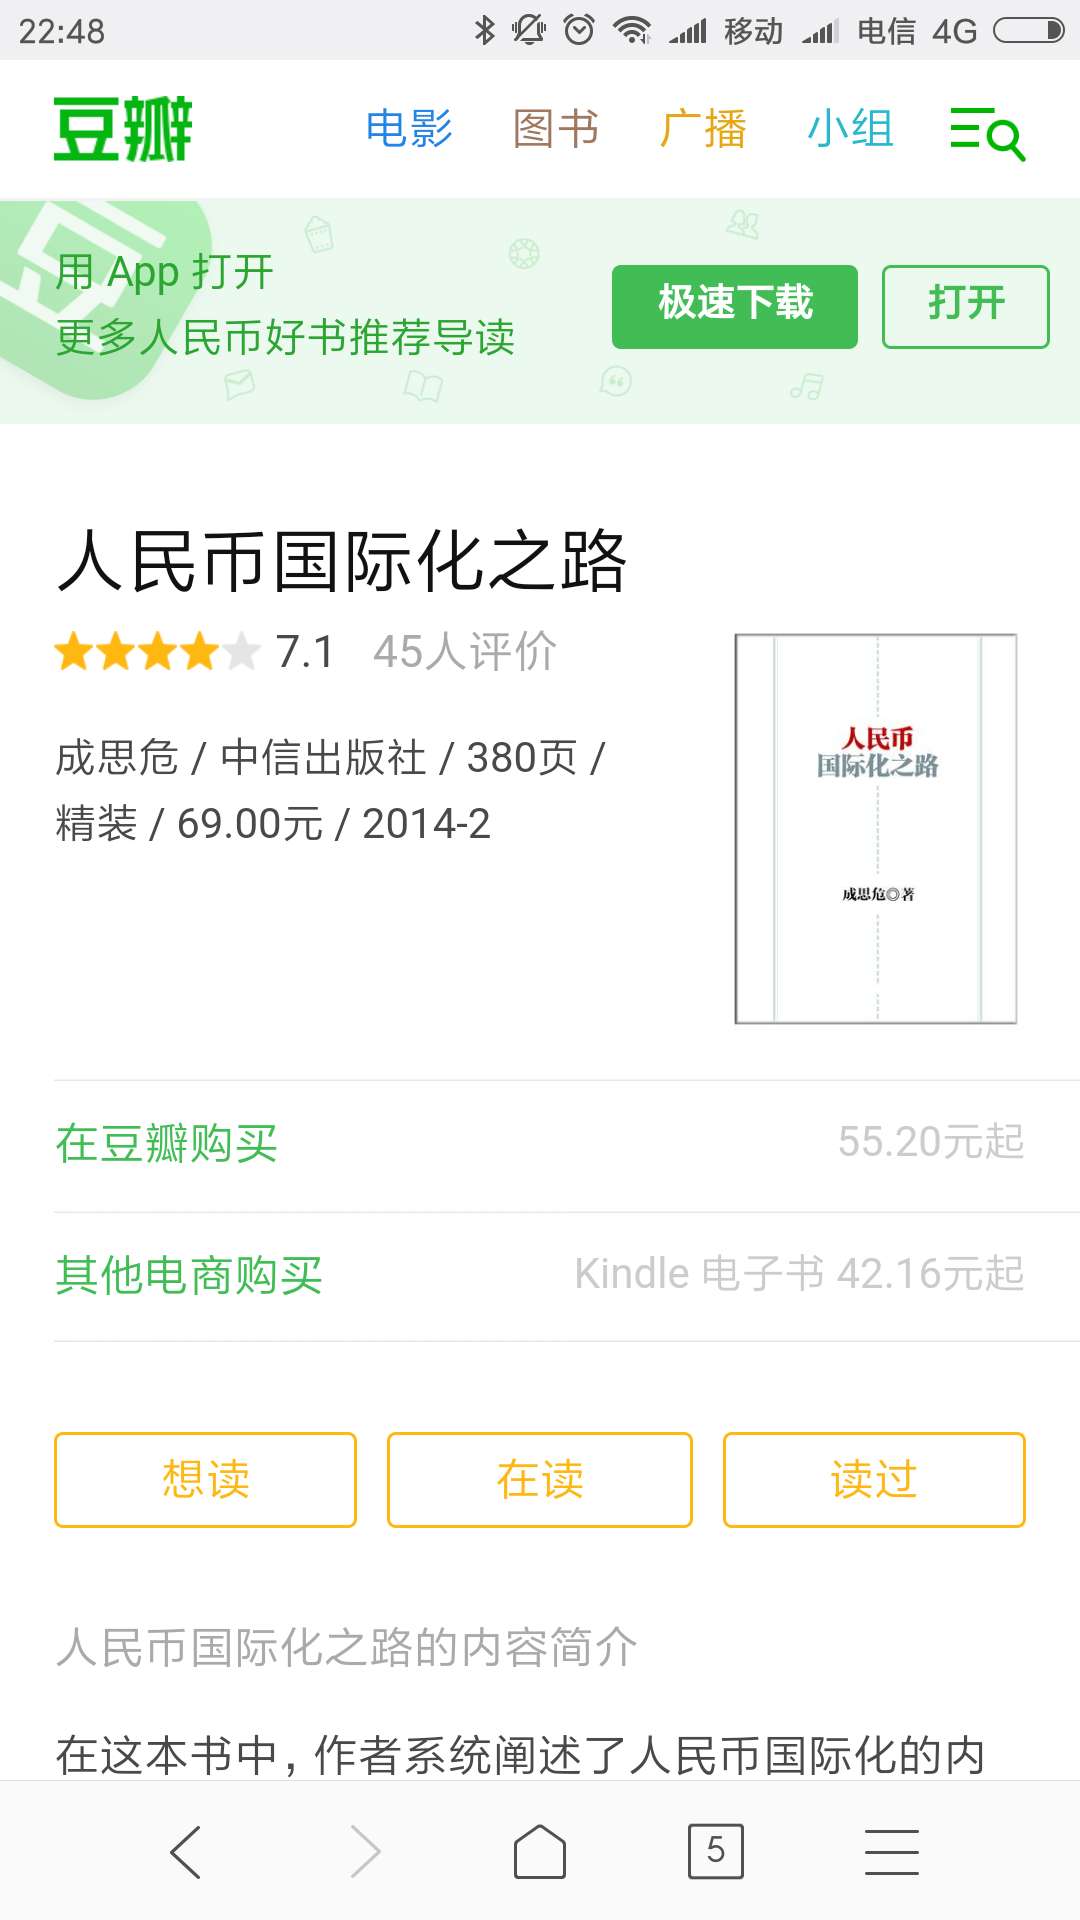 22:48 移动 电信 4G
豆瓣 电影 图书 广播 小组
用 App 打开
更多人民币好书推荐导读
极速下载 打开
人民币国际化之路
7.1 45人评价
成思危 / 中信出版社 / 380页 /
精装 / 69.00元 / 2014-2
人民币
国际化之路
成思危◎著
在豆瓣购买 55.20元起
其他电商购买 Kindle 电子书 42.16元起
想读 在读 读过
人民币国际化之路的内容简介
在这本书中，作者系统阐述了人民币国际化的内
5